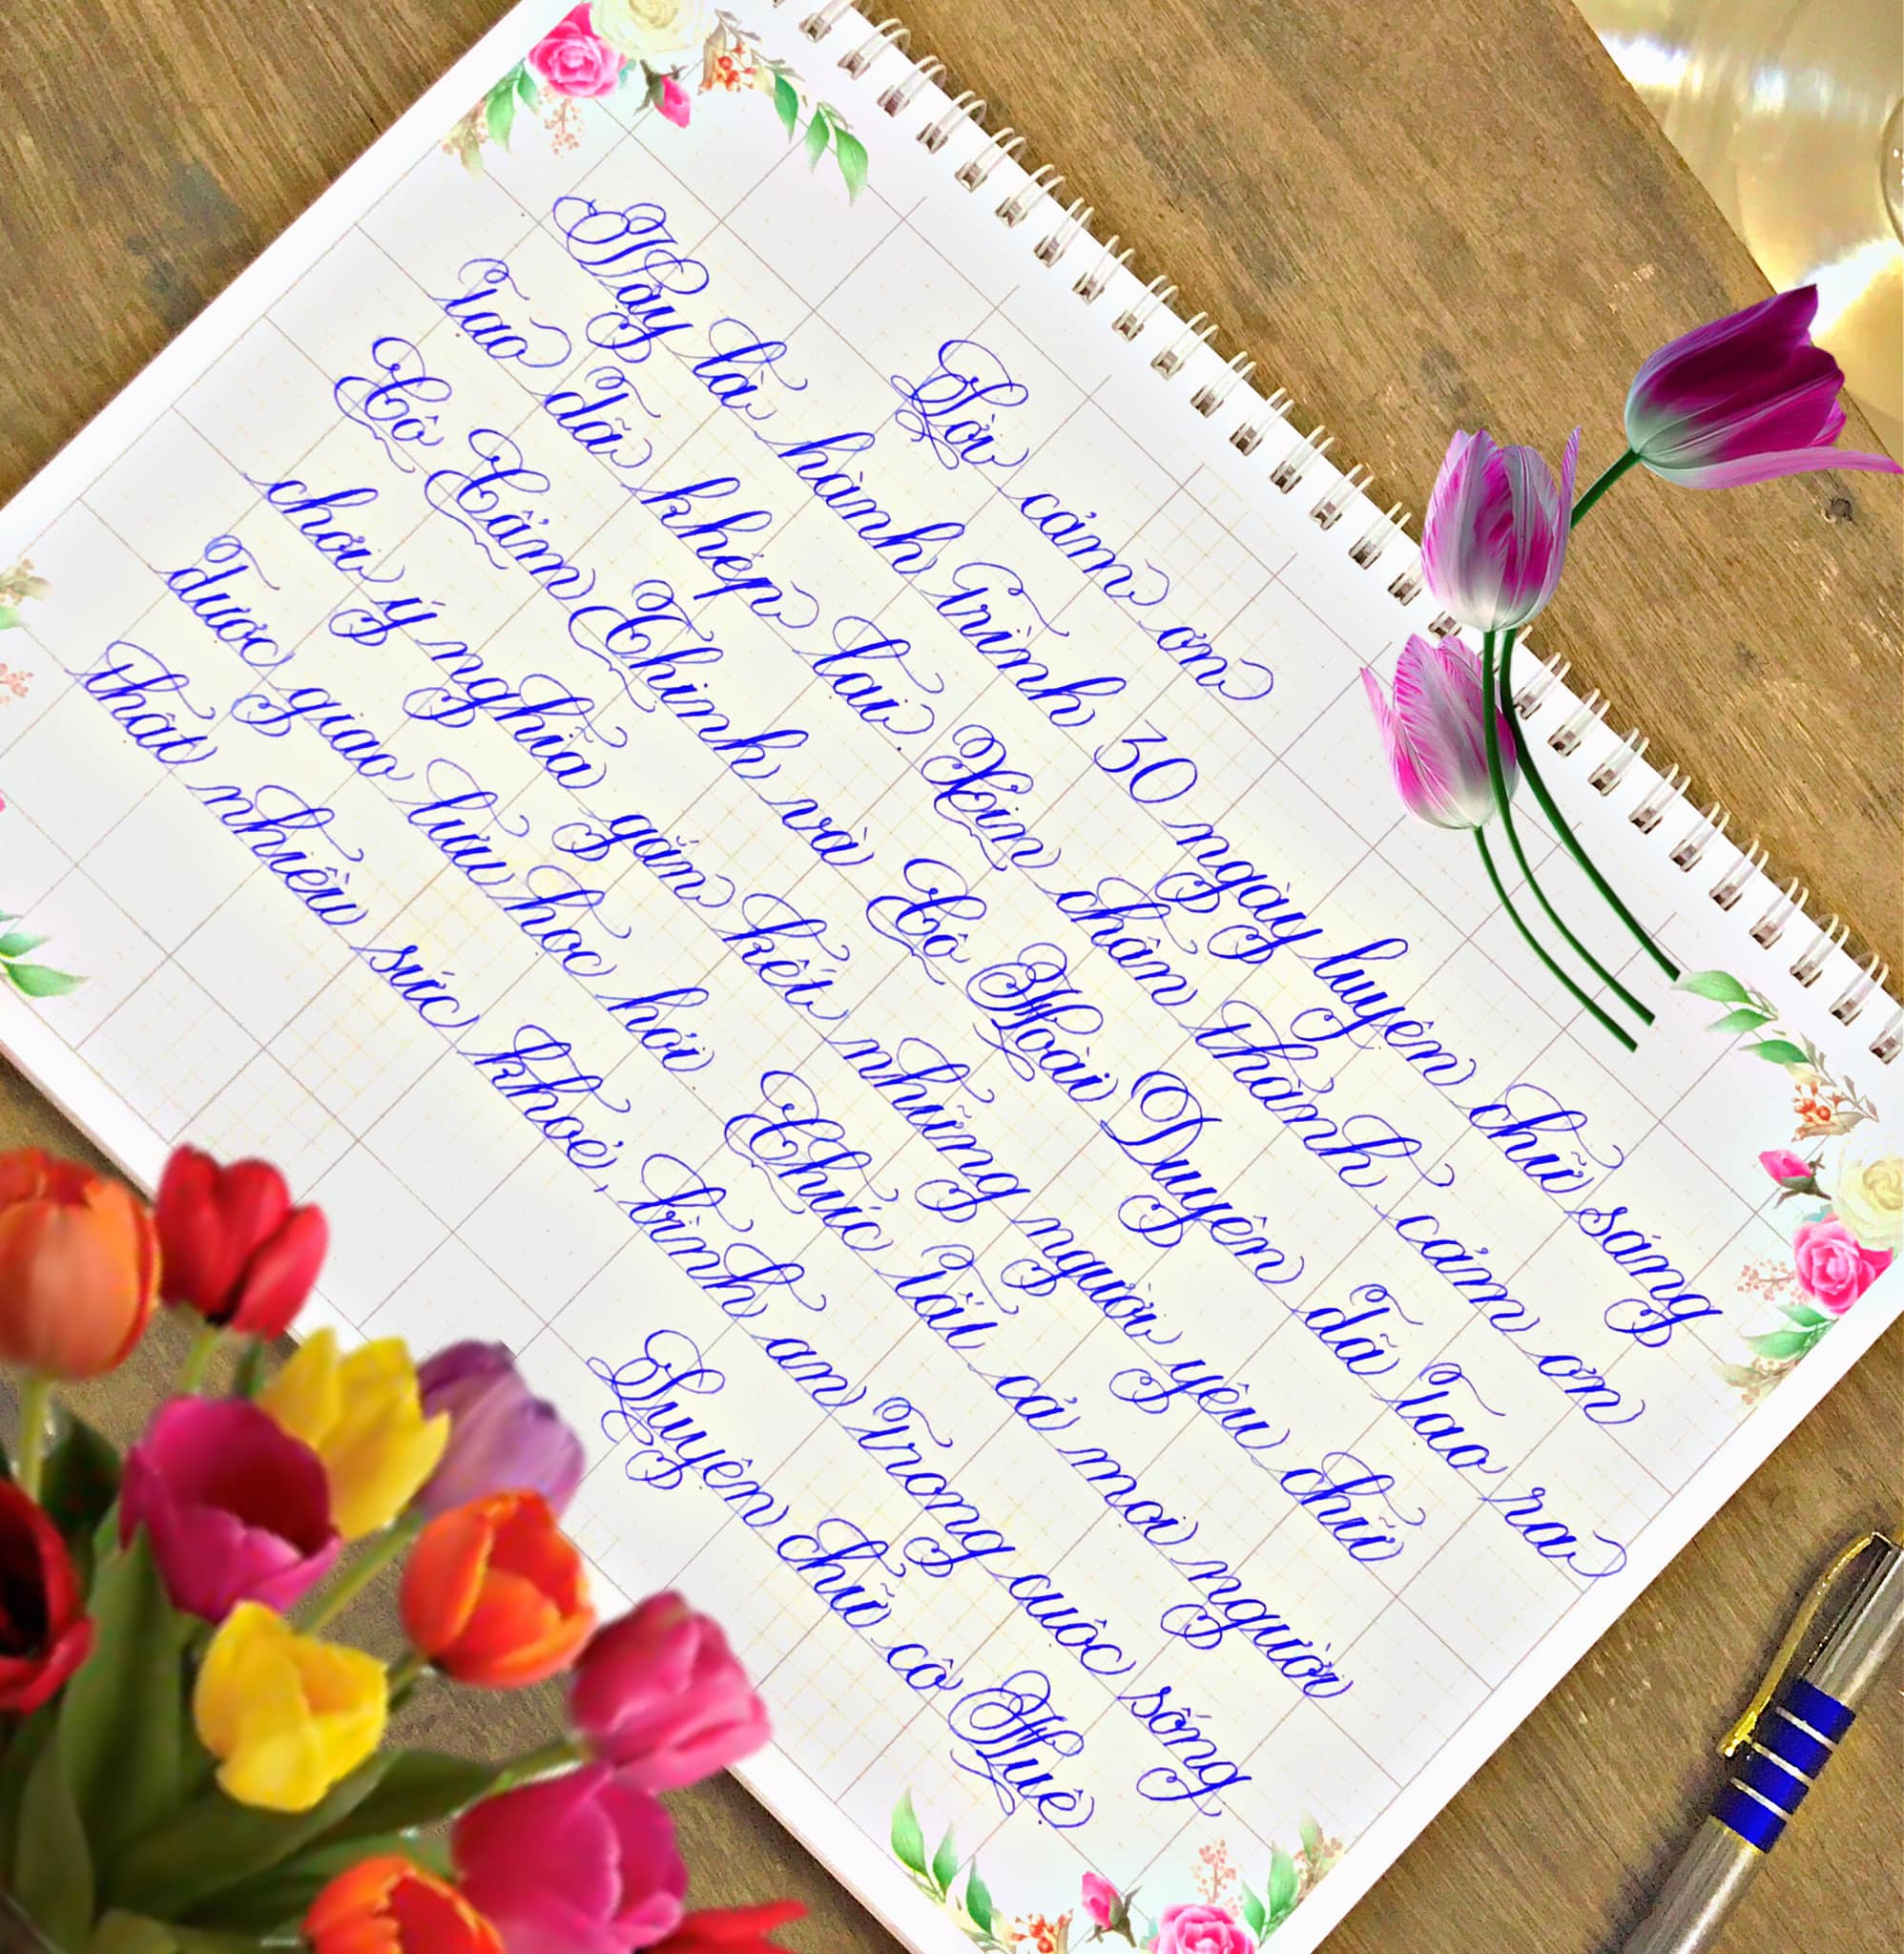 Lời cảm ơn
Vậy là hành trình 30 ngày luyện chữ sáng
tạo đã khép lại Xin chân thành cảm ơn
Cô Cẩm Thinh và Cô Hoài Duyên đã tạo ra
chơi ý nghĩa gắn kết những người yêu chữ
được giao lưu học hỏi Chúc tất cả mọi người
thật nhiều sức khoẻ, bình an trong cuộc sống
Luyện chữ cô Huệ